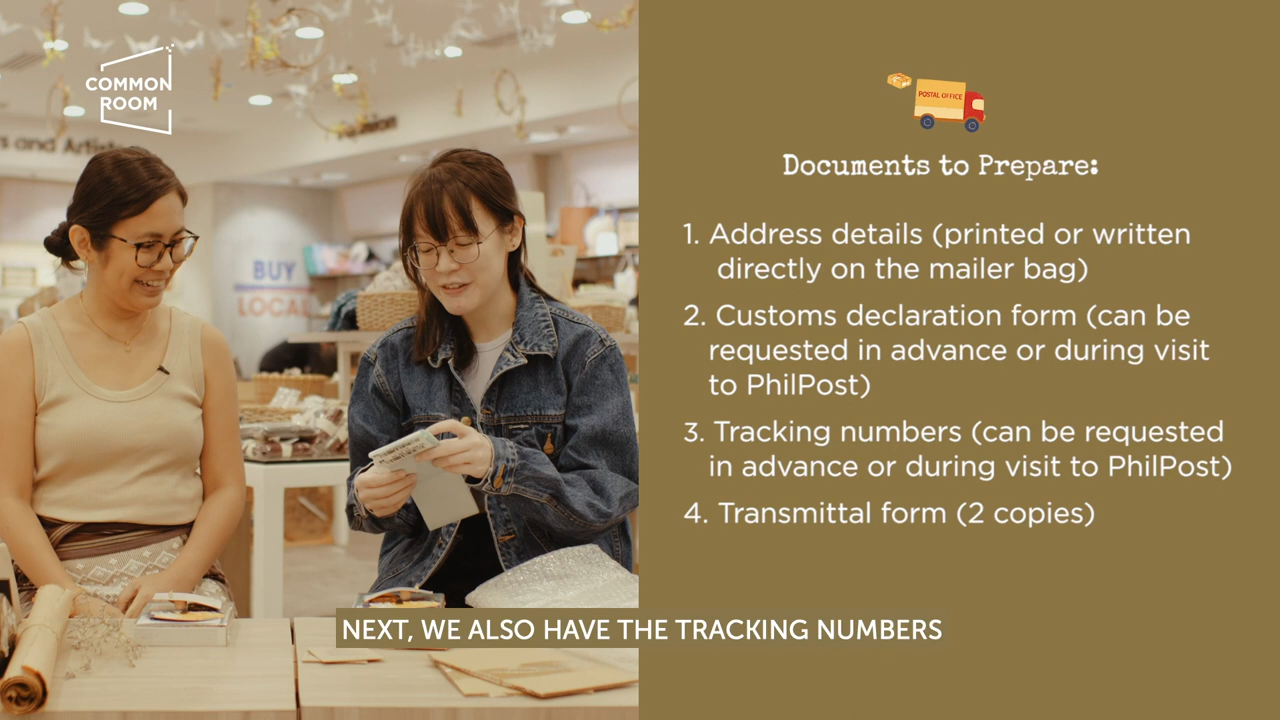 COMMON
ROOM
s and Artis
BUY
LOCAL
POSTAL OFFICE
Documents to Prepare:
1. Address details (printed or written
directly on the mailer bag)
2. Customs declaration form (can be
requested in advance or during visit
to PhilPost)
3. Tracking numbers (can be requested
in advance or during visit to PhilPost)
4. Transmittal form (2 copies)
NEXT, WE ALSO HAVE THE TRACKING NUMBERS